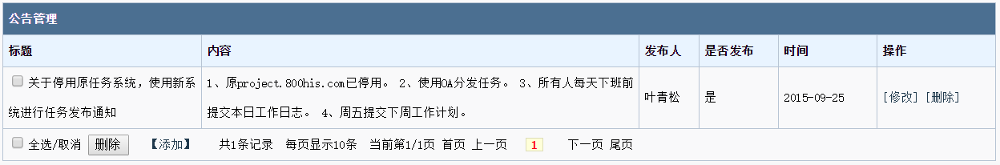 公告管理
标题 内容 发布人 是否发布 时间 操作
关于停用原任务系统，使用新系
统进行任务发布通知
1、原project.800his.com已停用。 2、使用OA分发任务。 3、所有人每天下班前
提交本日工作日志。 4、周五提交下周工作计划。
叶青松
是
2015-09-25
[修改] [删除]
全选/取消 删除 【添加】 共1条记录 每页显示10条 当前第1/1页 首页 上一页 1 下一页 尾页